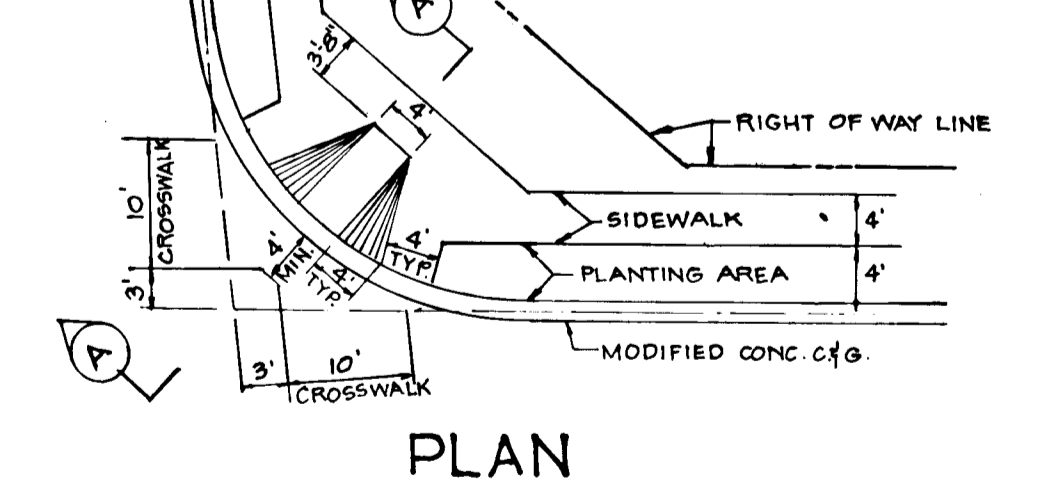 A
3'-8"
4'
RIGHT OF WAY LINE
10'
CROSSWALK
SIDEWALK
4'
4'
MIN.
4'
TYP.
4'
TYP.
PLANTING AREA
4'
3'
A
MODIFIED CONC. C.&G.
3'
10'
CROSSWALK
PLAN